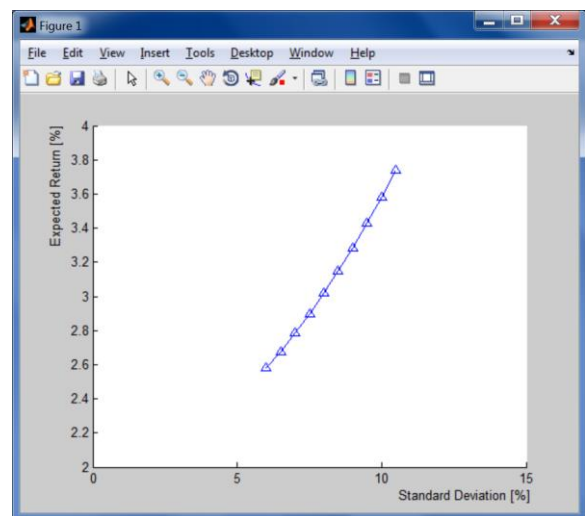 Figure 1
File Edit View Insert Tools Desktop Window Help
Expected Return [%]
4
3.8
3.6
3.4
3.2
3
2.8
2.6
2.4
2.2
2
0 5 10 15
Standard Deviation [%]